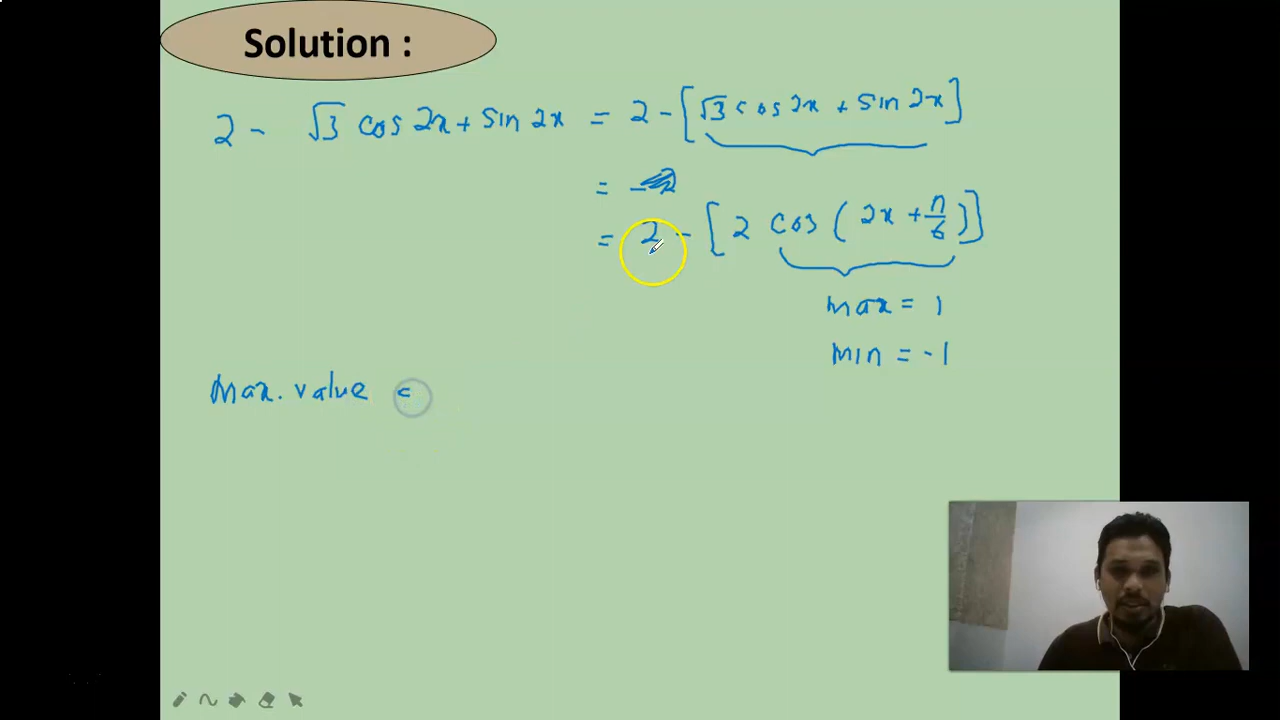 Solution :
2 - √3 cos 2x + sin 2x = 2 - [√3 cos 2x + sin 2x]
= -
= 2 - [2 cos (2x + π/6)]
max = 1
min = -1
Max. value =